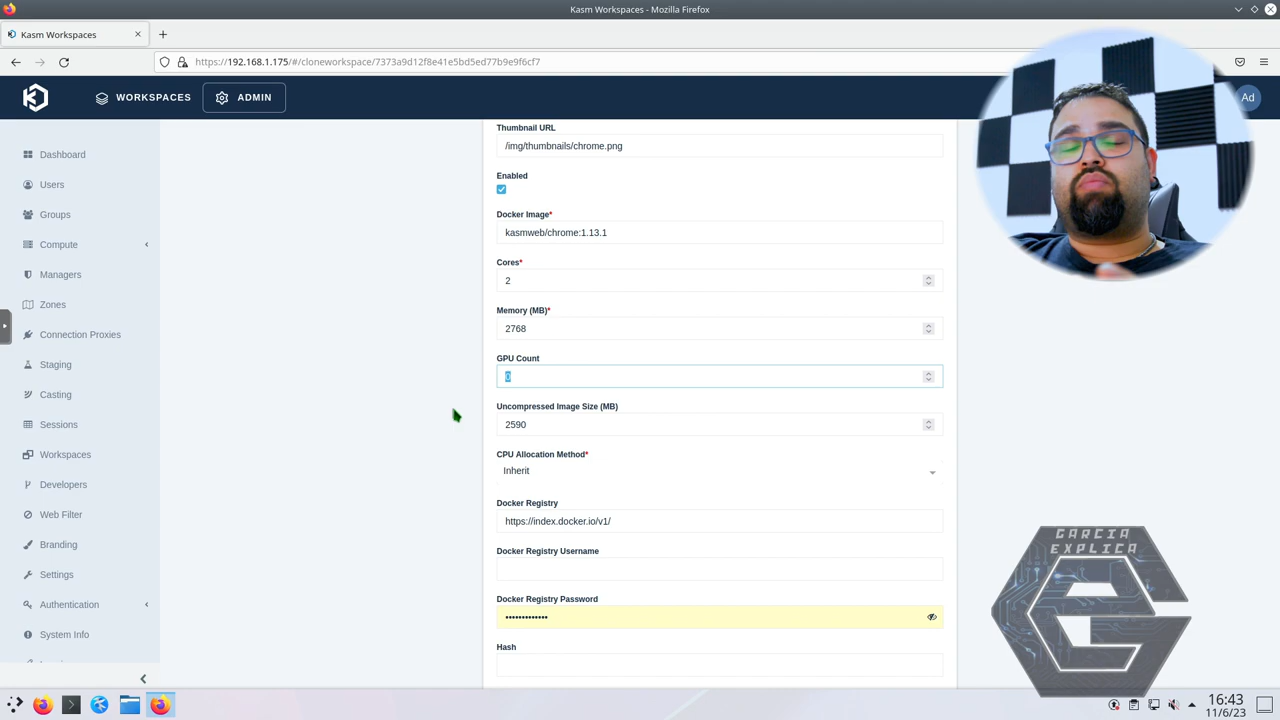 Kasm Workspaces - Mozilla Firefox
Kasm Workspaces
https://192.168.1.175/#/cloneworkspace/7373a9d12f8e41e5bd5ed77b9e9f6cf7
WORKSPACES
ADMIN
Ad
Dashboard
Users
Groups
Compute
Managers
Zones
Connection Proxies
Staging
Casting
Sessions
Workspaces
Developers
Web Filter
Branding
Settings
Authentication
System Info
Thumbnail URL
/img/thumbnails/chrome.png
Enabled
Docker Image*
kasmweb/chrome:1.13.1
Cores*
2
Memory (MB)*
2768
GPU Count
0
Uncompressed Image Size (MB)
2590
CPU Allocation Method*
Inherit
Docker Registry
https://index.docker.io/v1/
Docker Registry Username
Docker Registry Password
•••••••••••••
Hash
GARCIA
EXPLICA
16:43
11/6/23